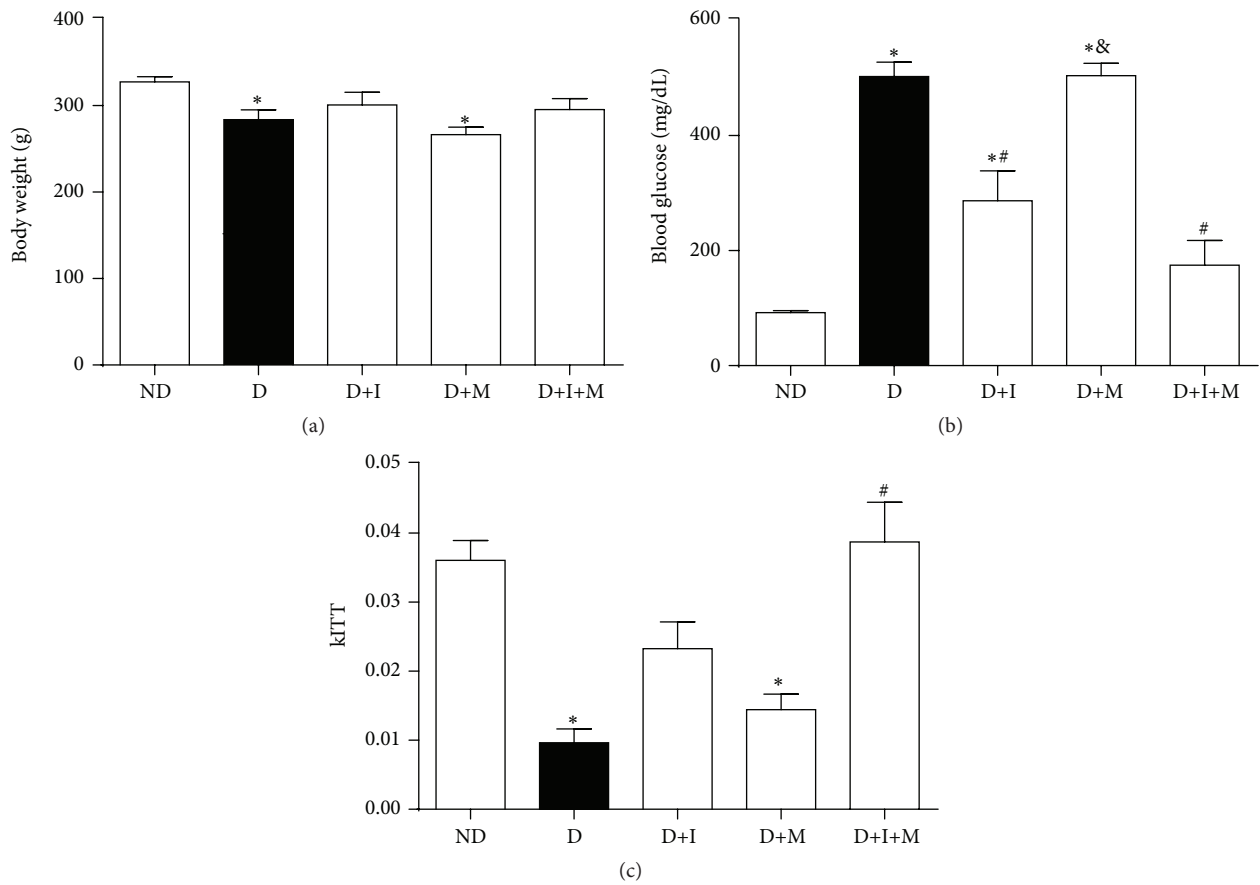 400
300
200
100
0
Body weight (g)
*
*
ND D D+I D+M D+I+M
(a)
600
400
200
0
Blood glucose (mg/dL)
*
*#
*&
#
ND D D+I D+M D+I+M
(b)
0.05
0.04
0.03
0.02
0.01
0.00
kITT
*
*
#
ND D D+I D+M D+I+M
(c)